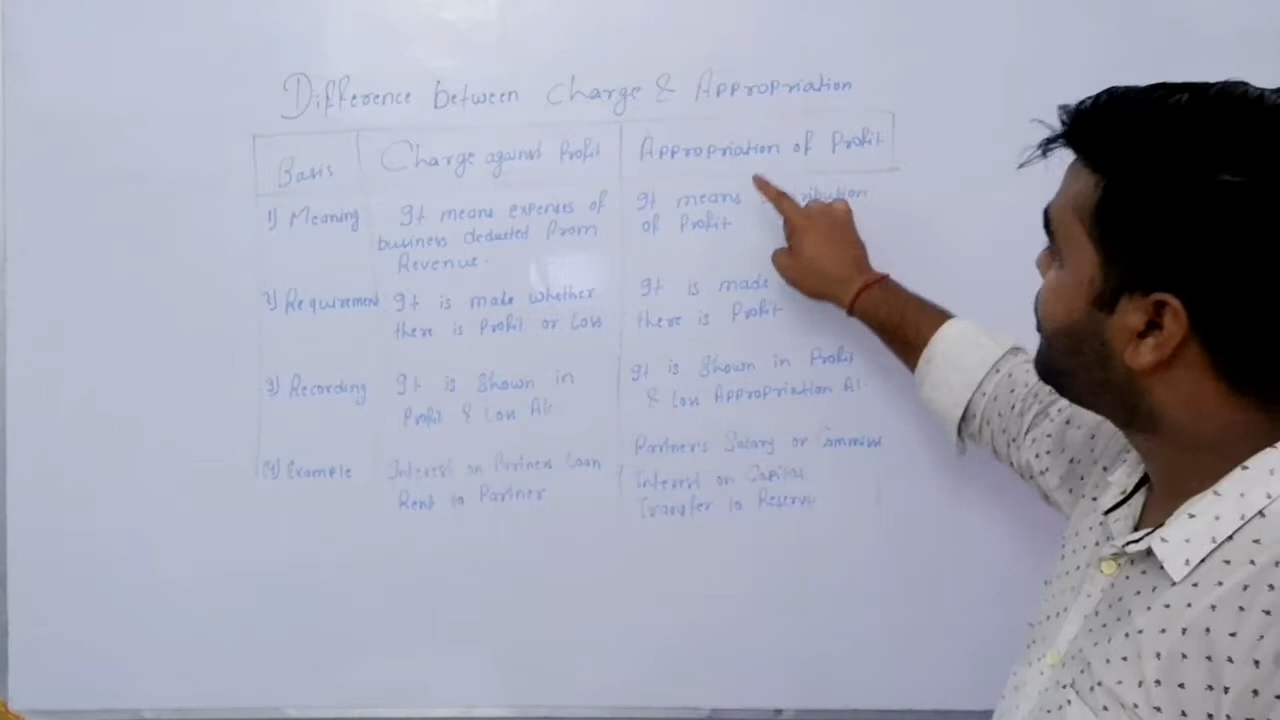 Difference between Charge & Appropriation
Basis
Charge against Profit
Appropriation of Profit
1) Meaning
It means expenses of
business deducted from
Revenue.
It means
of Profit
2) Requirement
It is made whether
there is Profit or Loss
It is made
there is Profit
3) Recording
It is Shown in
Profit & Loss A/c
It is Shown in Profit
& Loss Appropriation A/c
4) Example
Interest on Partners Loan
Rent to Partner
Partner's Salary or
Interest on Capital
Transfer to Reserve